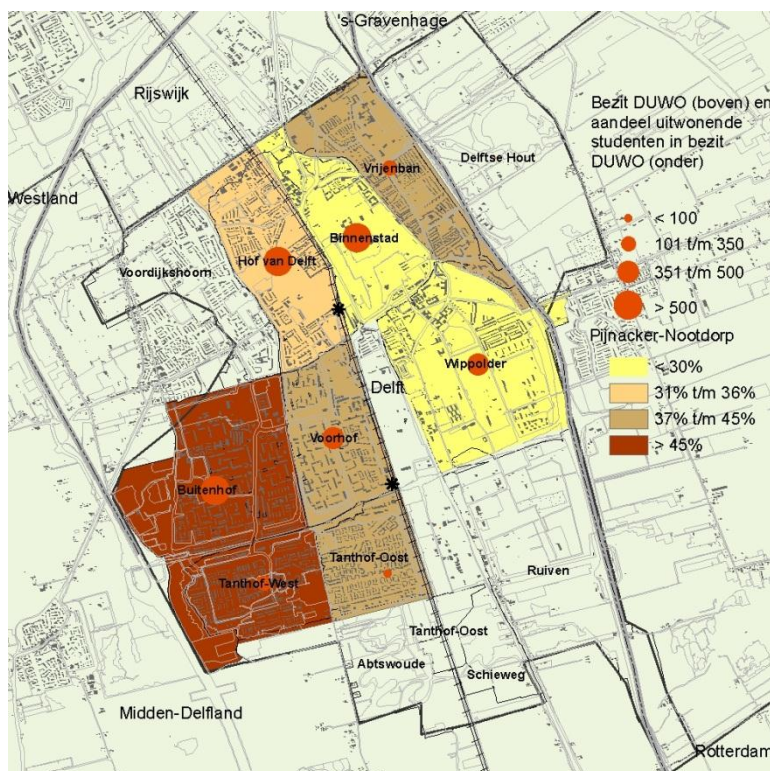 's-Gravenhage
Rijswijk
Bezit DUWO (boven) en
aandeel uitwonende
studenten in bezit
DUWO (onder)
Delftse Hout
Vrijenban
Westland
< 100
Binnenstad
101 t/m 350
Voordijkshoorn
Hof van Delft
351 t/m 500
> 500
Pijnacker-Nootdorp
Wippolder
< 30%
Delft
31% t/m 36%
37% t/m 45%
Voorhof
> 45%
Buitenhof
Tanthof-Oost
Ruiven
Tanthof-West
Tanthof-Oost
Abtswoude
Schieweg
Midden-Delfland
Rotterdam